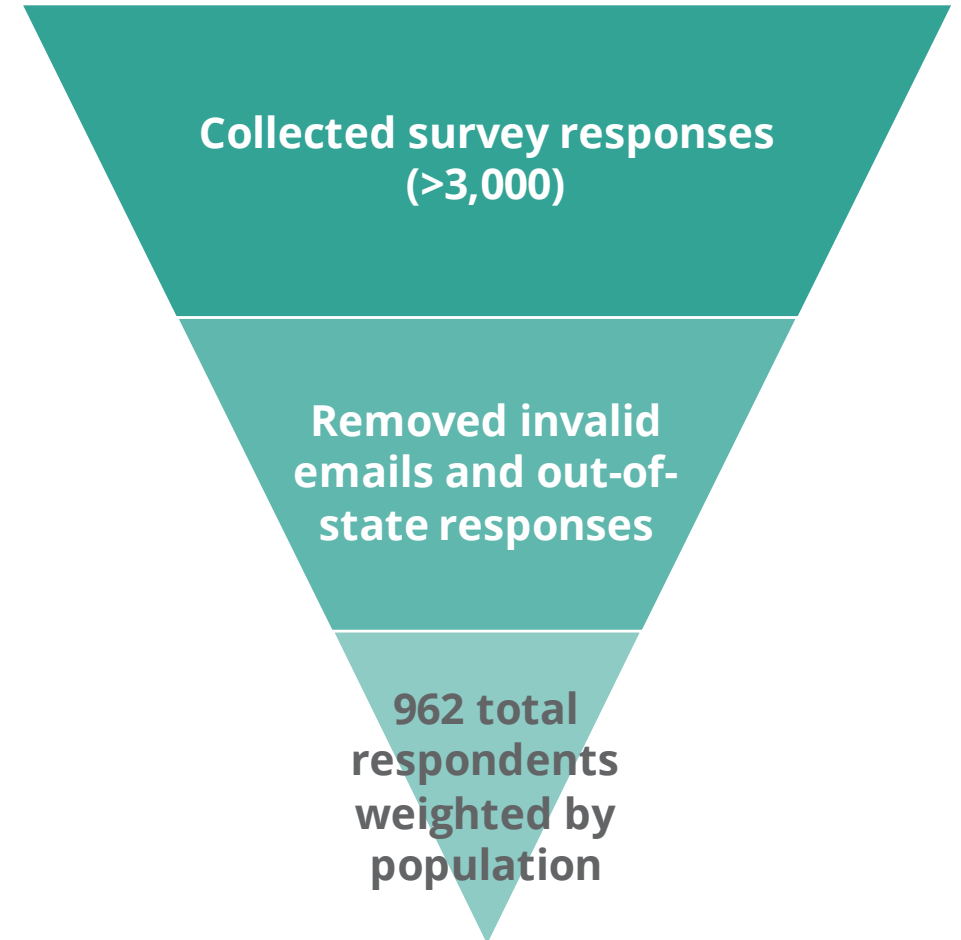 Collected survey responses
(>3,000)
Removed invalid
emails and out-of-
state responses
962 total
respondents
weighted by
population